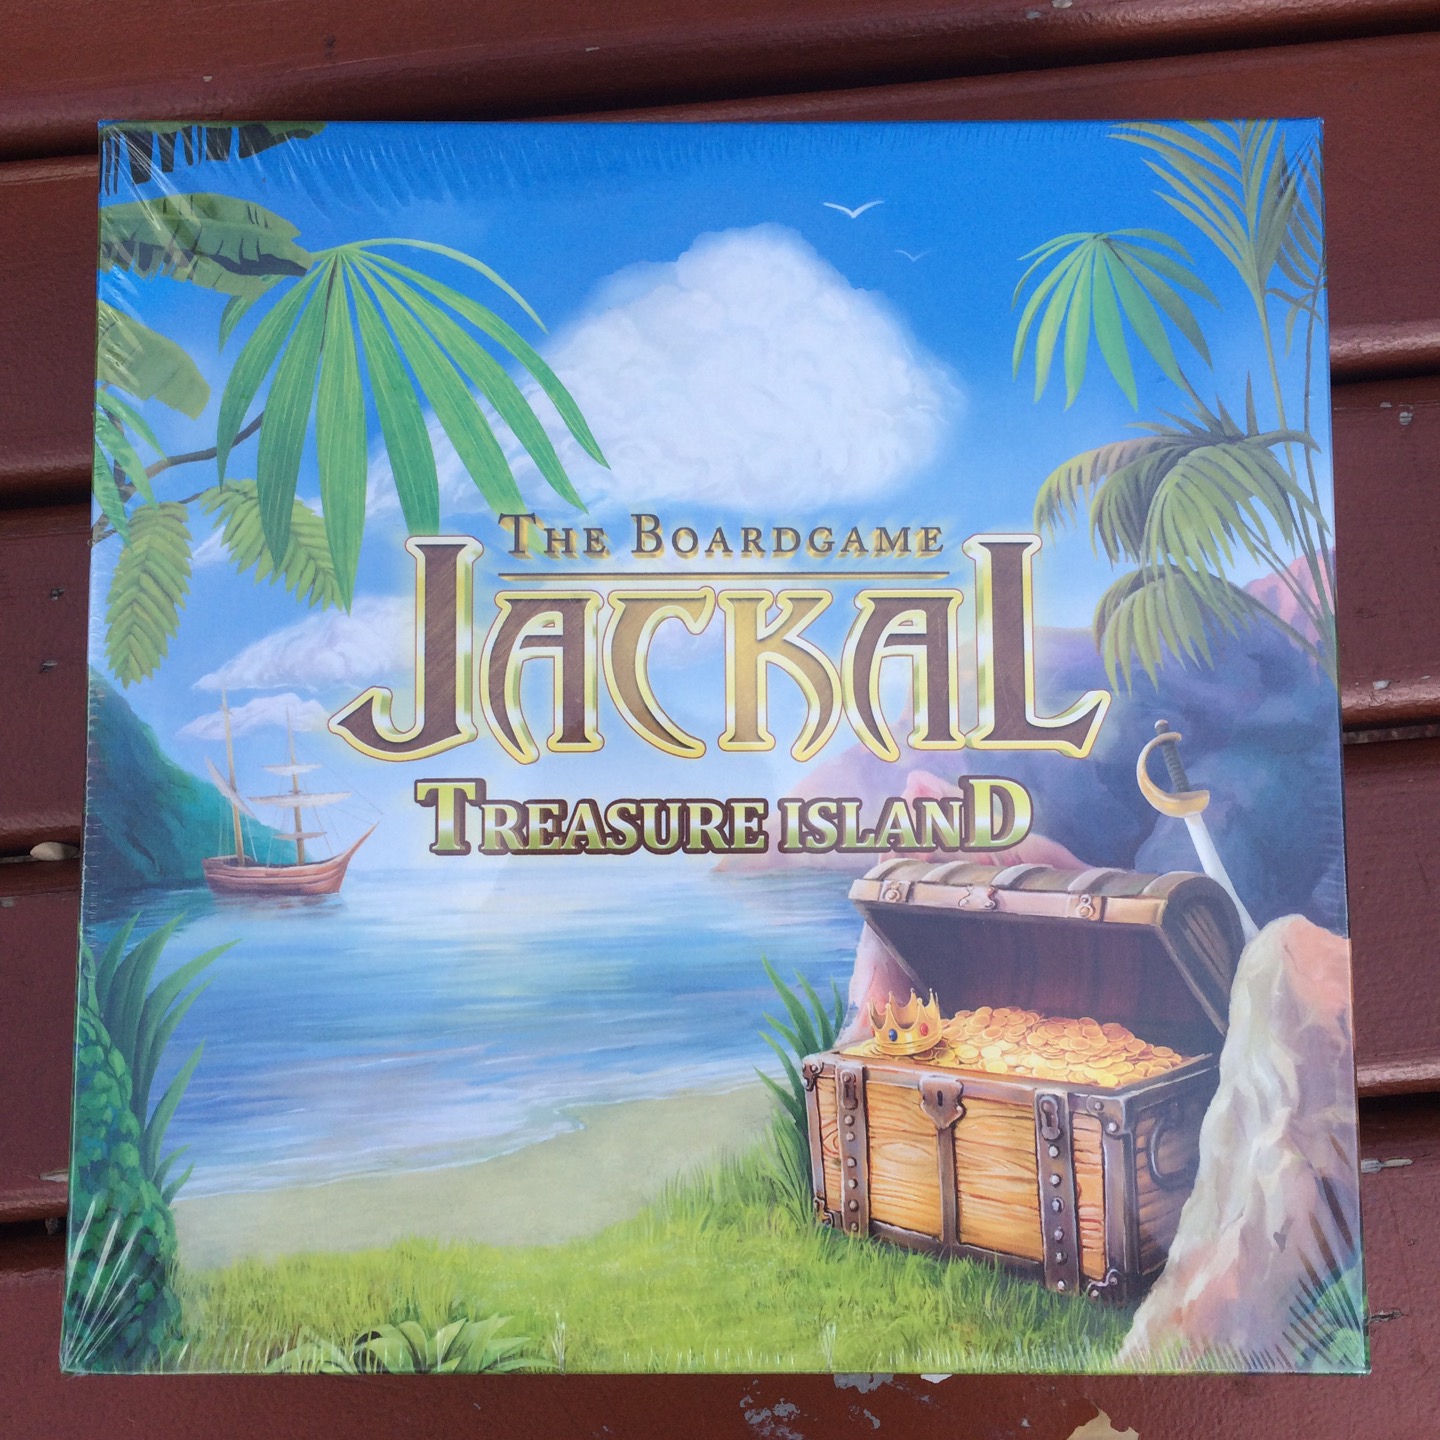 The Boardgame
Jackal
Treasure island